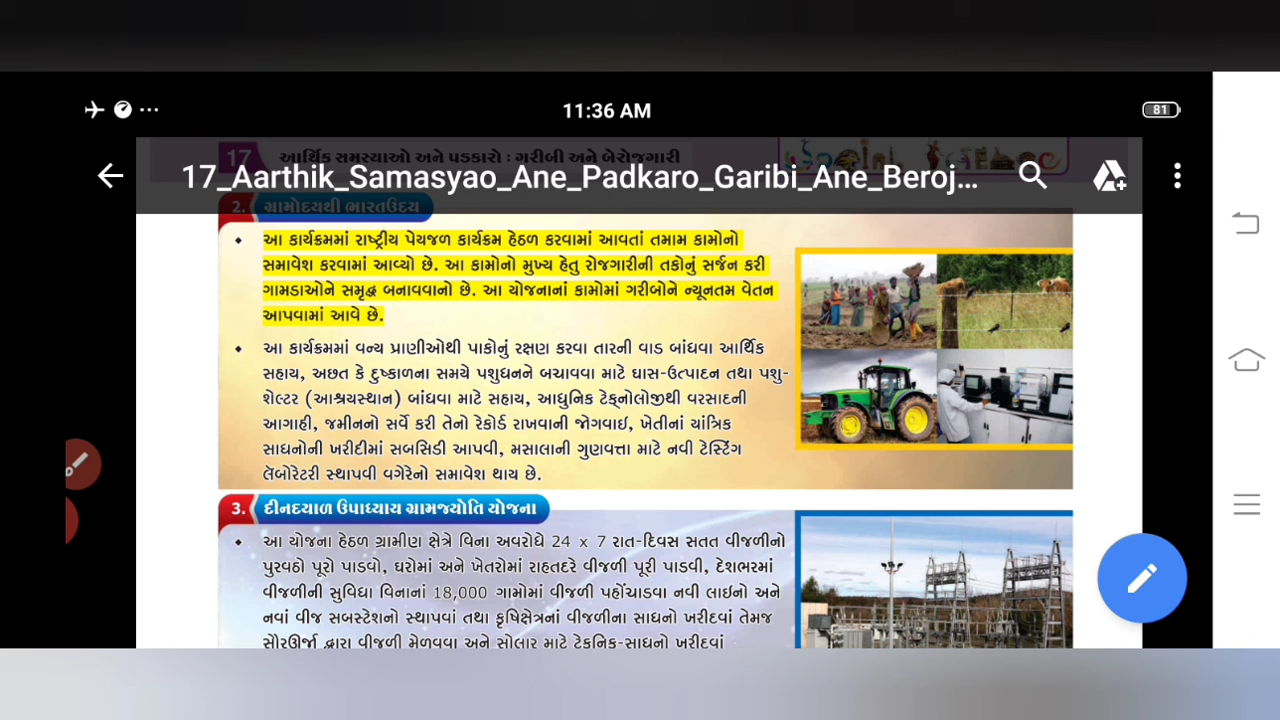 11:36 AM
81
17 આર્થિક સમસ્યાઓ અને પડકારો : ગરીબી અને બેરોજગારી
17_Aarthik_Samasyao_Ane_Padkaro_Garibi_Ane_Beroj...
2. ગ્રામોદયથી ભારતઉદય
• આ કાર્યક્રમમાં રાષ્ટ્રીય પેયજળ કાર્યક્રમ હેઠળ કરવામાં આવતાં તમામ કામોનો
સમાવેશ કરવામાં આવ્યો છે. આ કામોનો મુખ્ય હેતુ રોજગારીની તકોનું સર્જન કરી
ગામડાઓને સમૃદ્ધ બનાવવાનો છે. આ યોજનાનાં કામોમાં ગરીબોને ન્યૂનતમ વેતન
આપવામાં આવે છે.
• આ કાર્યક્રમમાં વન્ય પ્રાણીઓથી પાકોનું રક્ષણ કરવા તારની વાડ બાંધવા આર્થિક
સહાય, અછત કે દુષ્કાળના સમયે પશુધનને બચાવવા માટે ઘાસ-ઉત્પાદન તથા પશુ-
શેલ્ટર (આશ્રયસ્થાન) બાંધવા માટે સહાય, આધુનિક ટેક્નોલોજીથી વરસાદની
આગાહી, જમીનનો સર્વે કરી તેનો રેકોર્ડ રાખવાની જોગવાઈ, ખેતીનાં યાંત્રિક
સાધનોની ખરીદીમાં સબસિડી આપવી, મસાલાની ગુણવત્તા માટે નવી ટેસ્ટિંગ
લૅબોરેટરી સ્થાપવી વગેરેનો સમાવેશ થાય છે.
3. દીનદયાળ ઉપાધ્યાય ગ્રામજ્યોતિ યોજના
• આ યોજના હેઠળ ગ્રામીણ ક્ષેત્રે વિના અવરોધે 24 x 7 રાત-દિવસ સતત વીજળીનો
પુરવઠો પૂરો પાડવો, ઘરોમાં અને ખેતરોમાં રાહતદરે વીજળી પૂરી પાડવી, દેશભરમાં
વીજળીની સુવિધા વિનાનાં 18,000 ગામોમાં વીજળી પહોંચાડવા નવી લાઇનો અને
નવાં વીજ સબસ્ટેશનો સ્થાપવાં તથા કૃષિક્ષેત્રનાં વીજળીના સાધનો ખરીદવાં તેમજ
સૌરઊર્જા દ્વારા વીજળી મેળવવા અને સોલાર માટે ટેકનિક-સાધનો ખરીદવાં